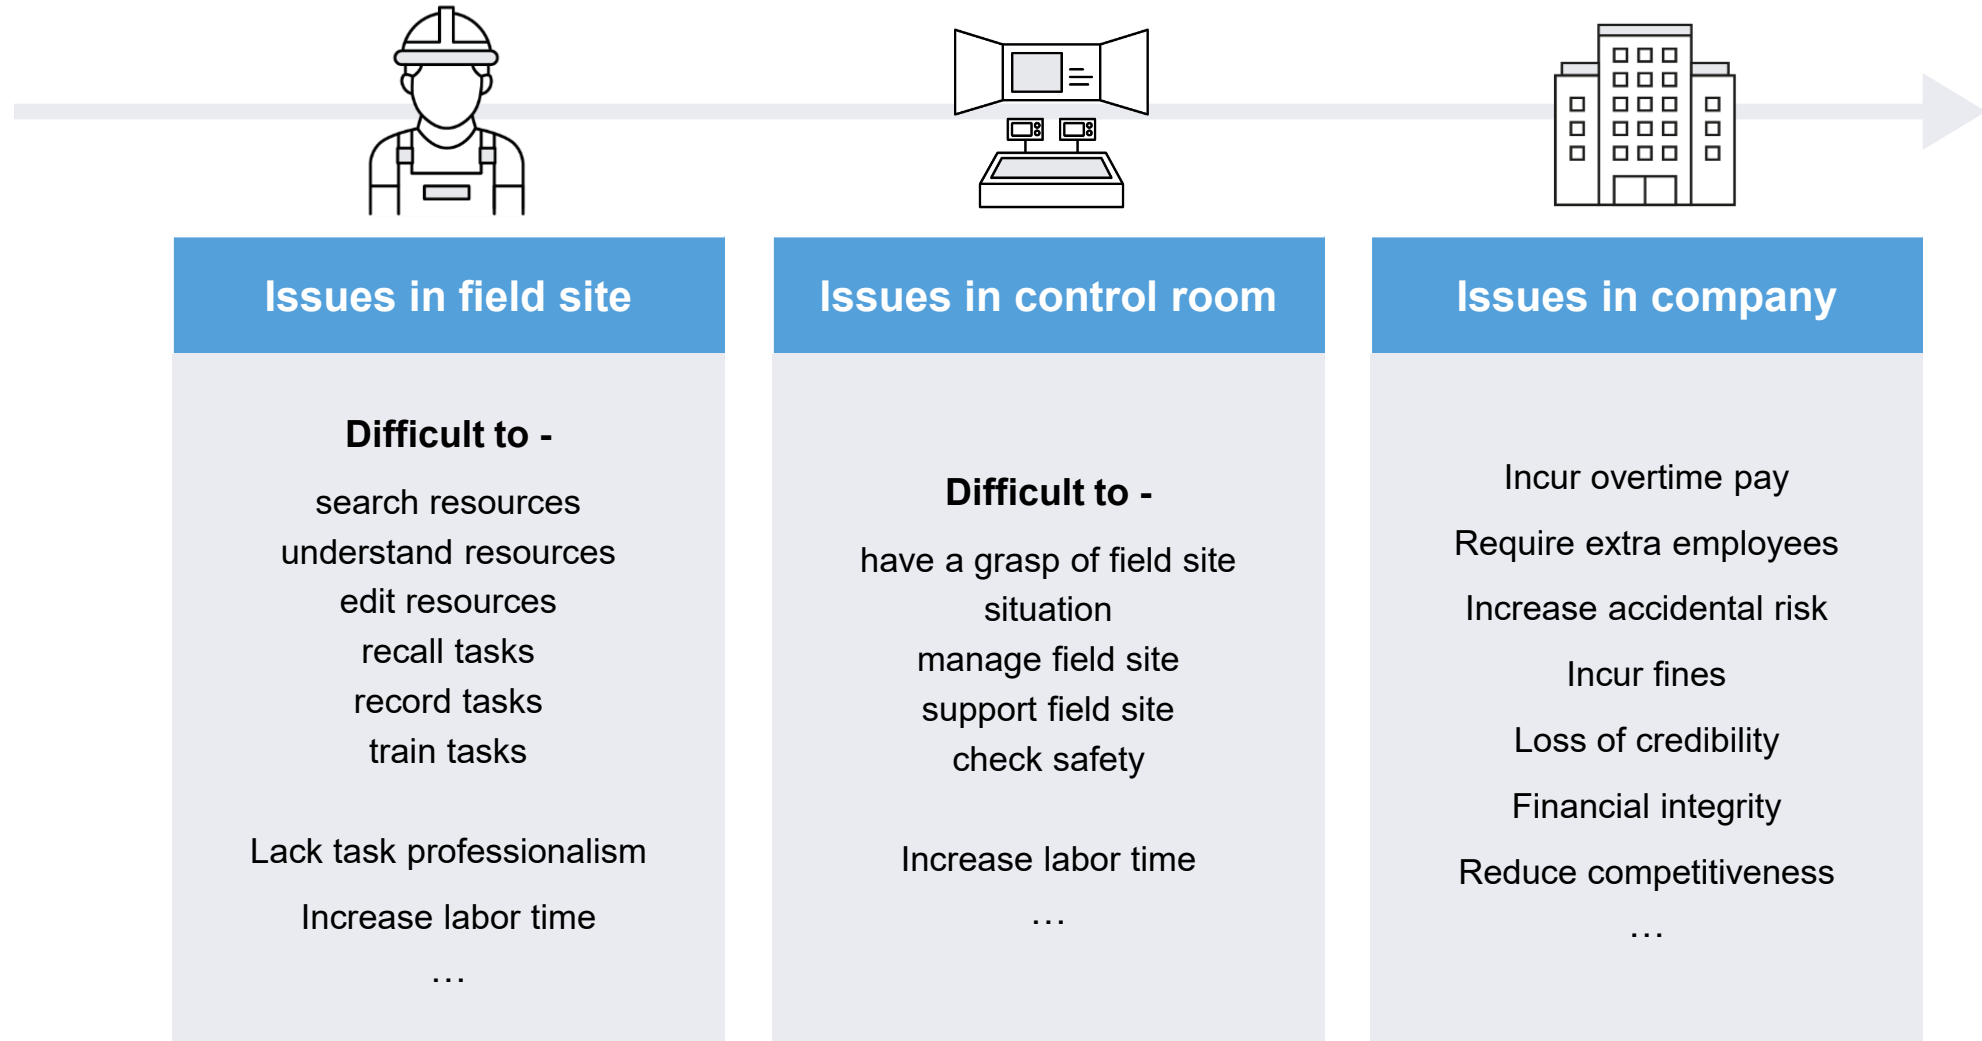 Issues in field site
Difficult to -
search resources
understand resources
edit resources
recall tasks
record tasks
train tasks
Lack task professionalism
Increase labor time
…
Issues in control room
Difficult to -
have a grasp of field site
situation
manage field site
support field site
check safety
Increase labor time
…
Issues in company
Incur overtime pay
Require extra employees
Increase accidental risk
Incur fines
Loss of credibility
Financial integrity
Reduce competitiveness
…